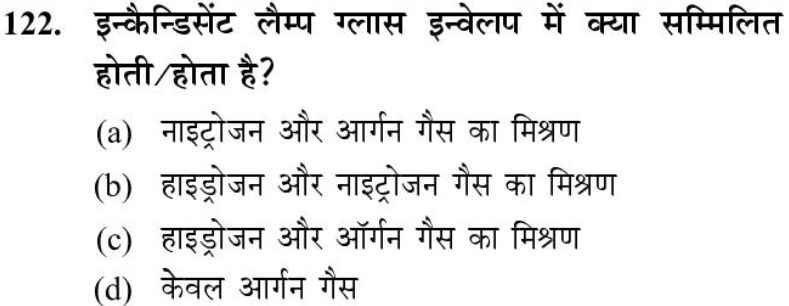 122. इन्कैन्डिसेंट लैम्प ग्लास इन्वेलप में क्या सम्मिलित
होती/होता है?
(a) नाइट्रोजन और आर्गन गैस का मिश्रण
(b) हाइड्रोजन और नाइट्रोजन गैस का मिश्रण
(c) हाइड्रोजन और ऑर्गन गैस का मिश्रण
(d) केवल आर्गन गैस